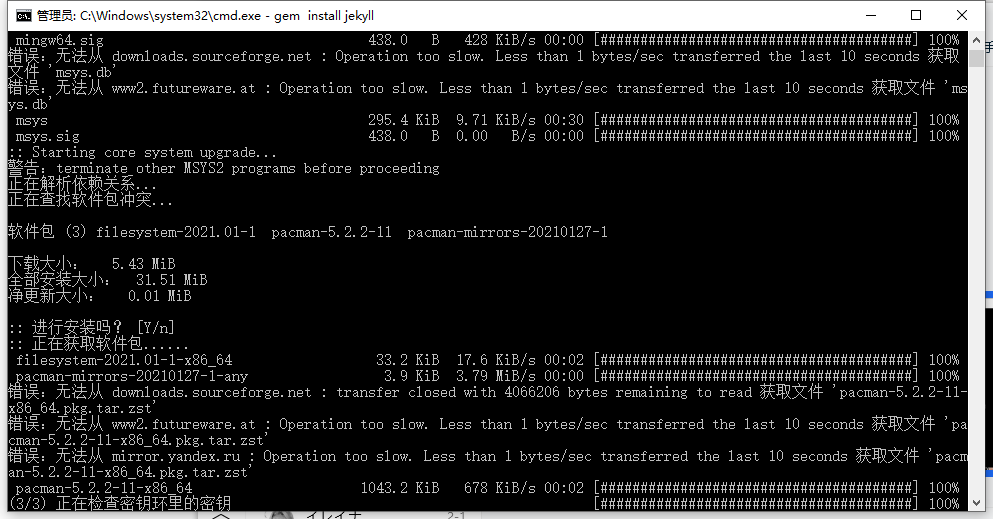 管理员: C:\Windows\system32\cmd.exe - gem  install jekyll
mingw64.sig 438.0   B   428 KiB/s 00:00 [#######################################] 100%
错误：无法从 downloads.sourceforge.net : Operation too slow. Less than 1 bytes/sec transferred the last 10 seconds 获取
文件 'msys.db'
错误：无法从 www2.futureware.at : Operation too slow. Less than 1 bytes/sec transferred the last 10 seconds 获取文件 'ms
ys.db'
msys 295.4 KiB  9.71 KiB/s 00:30 [#######################################] 100%
msys.sig 438.0   B  0.00   B/s 00:00 [#######################################] 100%
:: Starting core system upgrade...
警告：terminate other MSYS2 programs before proceeding
正在解析依赖关系...
正在查找软件包冲突...
软件包 (3) filesystem-2021.01-1  pacman-5.2.2-11  pacman-mirrors-20210127-1
下载大小：   5.43 MiB
全部安装大小：  31.51 MiB
净更新大小：   0.01 MiB
:: 进行安装吗？ [Y/n]
:: 正在获取软件包......
filesystem-2021.01-1-x86_64 33.2 KiB  17.6 KiB/s 00:02 [#######################################] 100%
pacman-mirrors-20210127-1-any 3.9 KiB  3.79 MiB/s 00:00 [#######################################] 100%
错误：无法从 downloads.sourceforge.net : transfer closed with 4066206 bytes remaining to read 获取文件 'pacman-5.2.2-11-
x86_64.pkg.tar.zst'
错误：无法从 www2.futureware.at : Operation too slow. Less than 1 bytes/sec transferred the last 10 seconds 获取文件 'pa
cman-5.2.2-11-x86_64.pkg.tar.zst'
错误：无法从 mirror.yandex.ru : Operation too slow. Less than 1 bytes/sec transferred the last 10 seconds 获取文件 'pacm
an-5.2.2-11-x86_64.pkg.tar.zst'
pacman-5.2.2-11-x86_64 1043.2 KiB   678 KiB/s 00:02 [#######################################] 100%
(3/3) 正在检查密钥环里的密钥 [#######################################] 100%